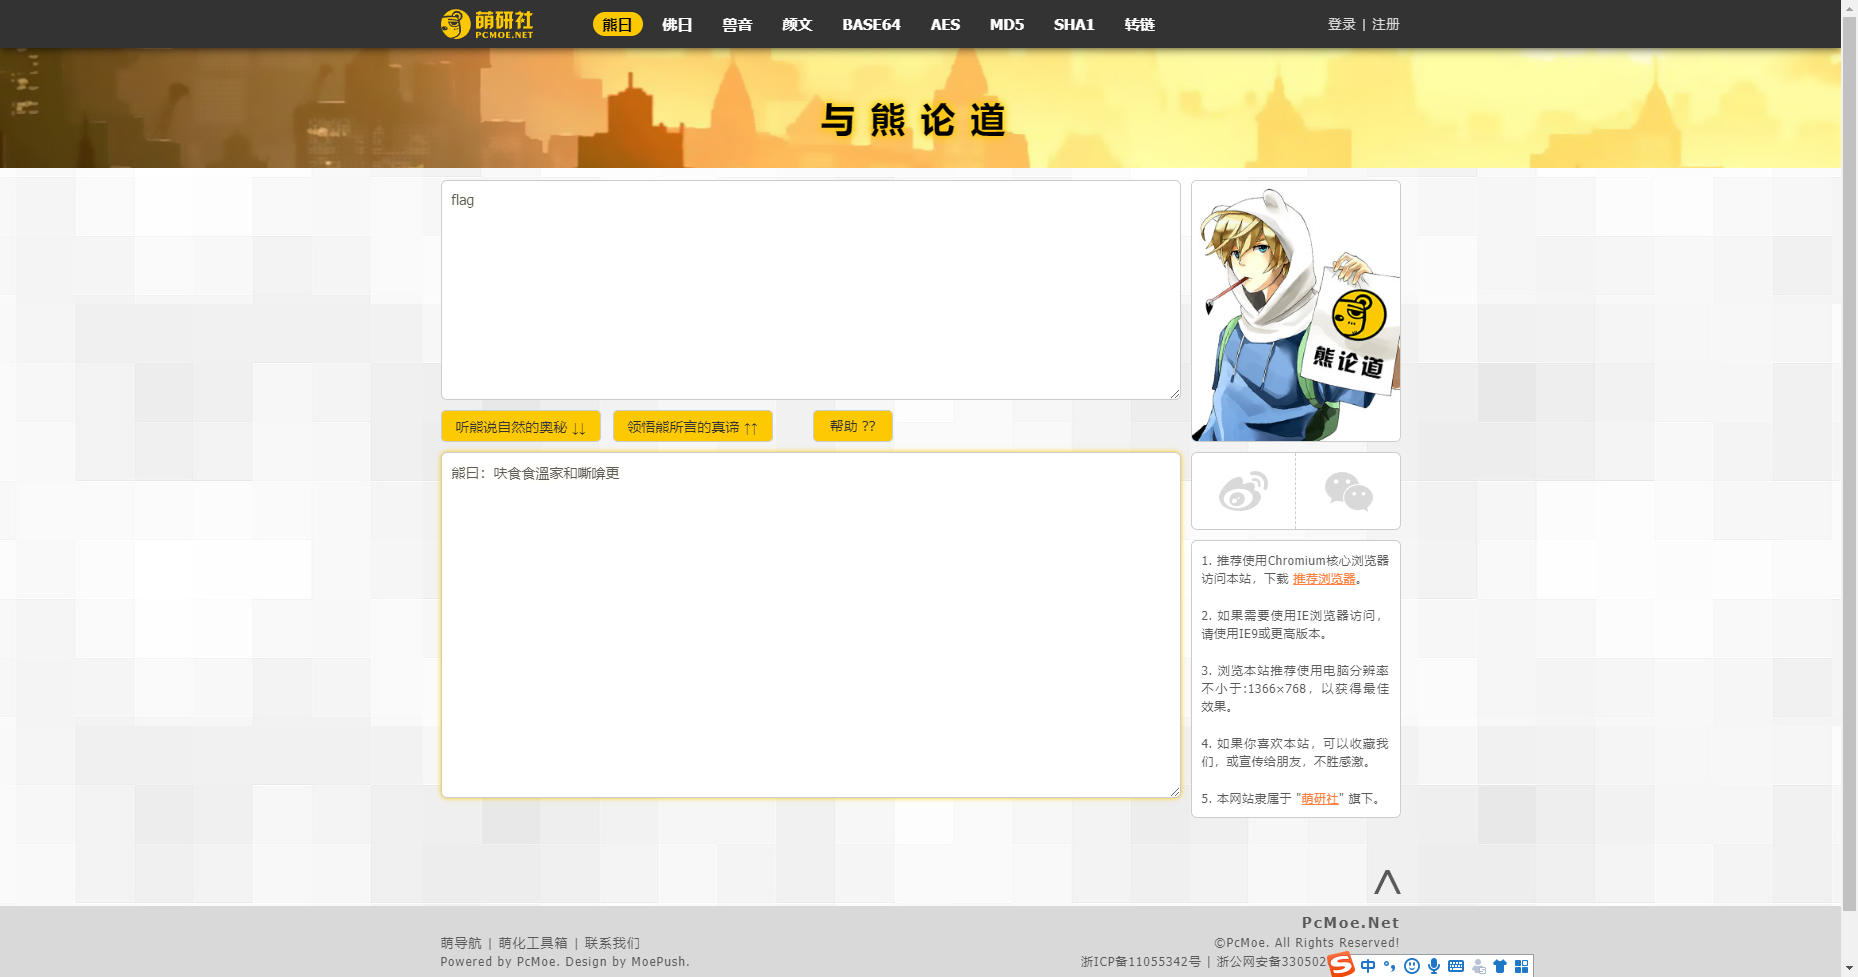 萌研社
PCMOE.NET
熊曰 佛曰 兽音 颜文 BASE64 AES MD5 SHA1 转链
登录 | 注册
与熊论道
flag
熊论道
听熊说自然的奥秘 ↓↓ 领悟熊所言的真谛 ↑↑ 帮助 ??
熊曰：呋食食溫家和嘶啽更
1. 推荐使用Chromium核心浏览器
访问本站，下载 推荐浏览器。
2. 如果需要使用IE浏览器访问，
请使用IE9或更高版本。
3. 浏览本站推荐使用电脑分辨率
不小于:1366×768，以获得最佳
效果。
4. 如果你喜欢本站，可以收藏我
们，或宣传给朋友，不胜感激。
5. 本网站隶属于 "萌研社" 旗下。
PcMoe.Net
萌导航 | 萌化工具箱 | 联系我们
©PcMoe. All Rights Reserved!
Powered by PcMoe. Design by MoePush.
浙ICP备11055342号 | 浙公网安备330502
中